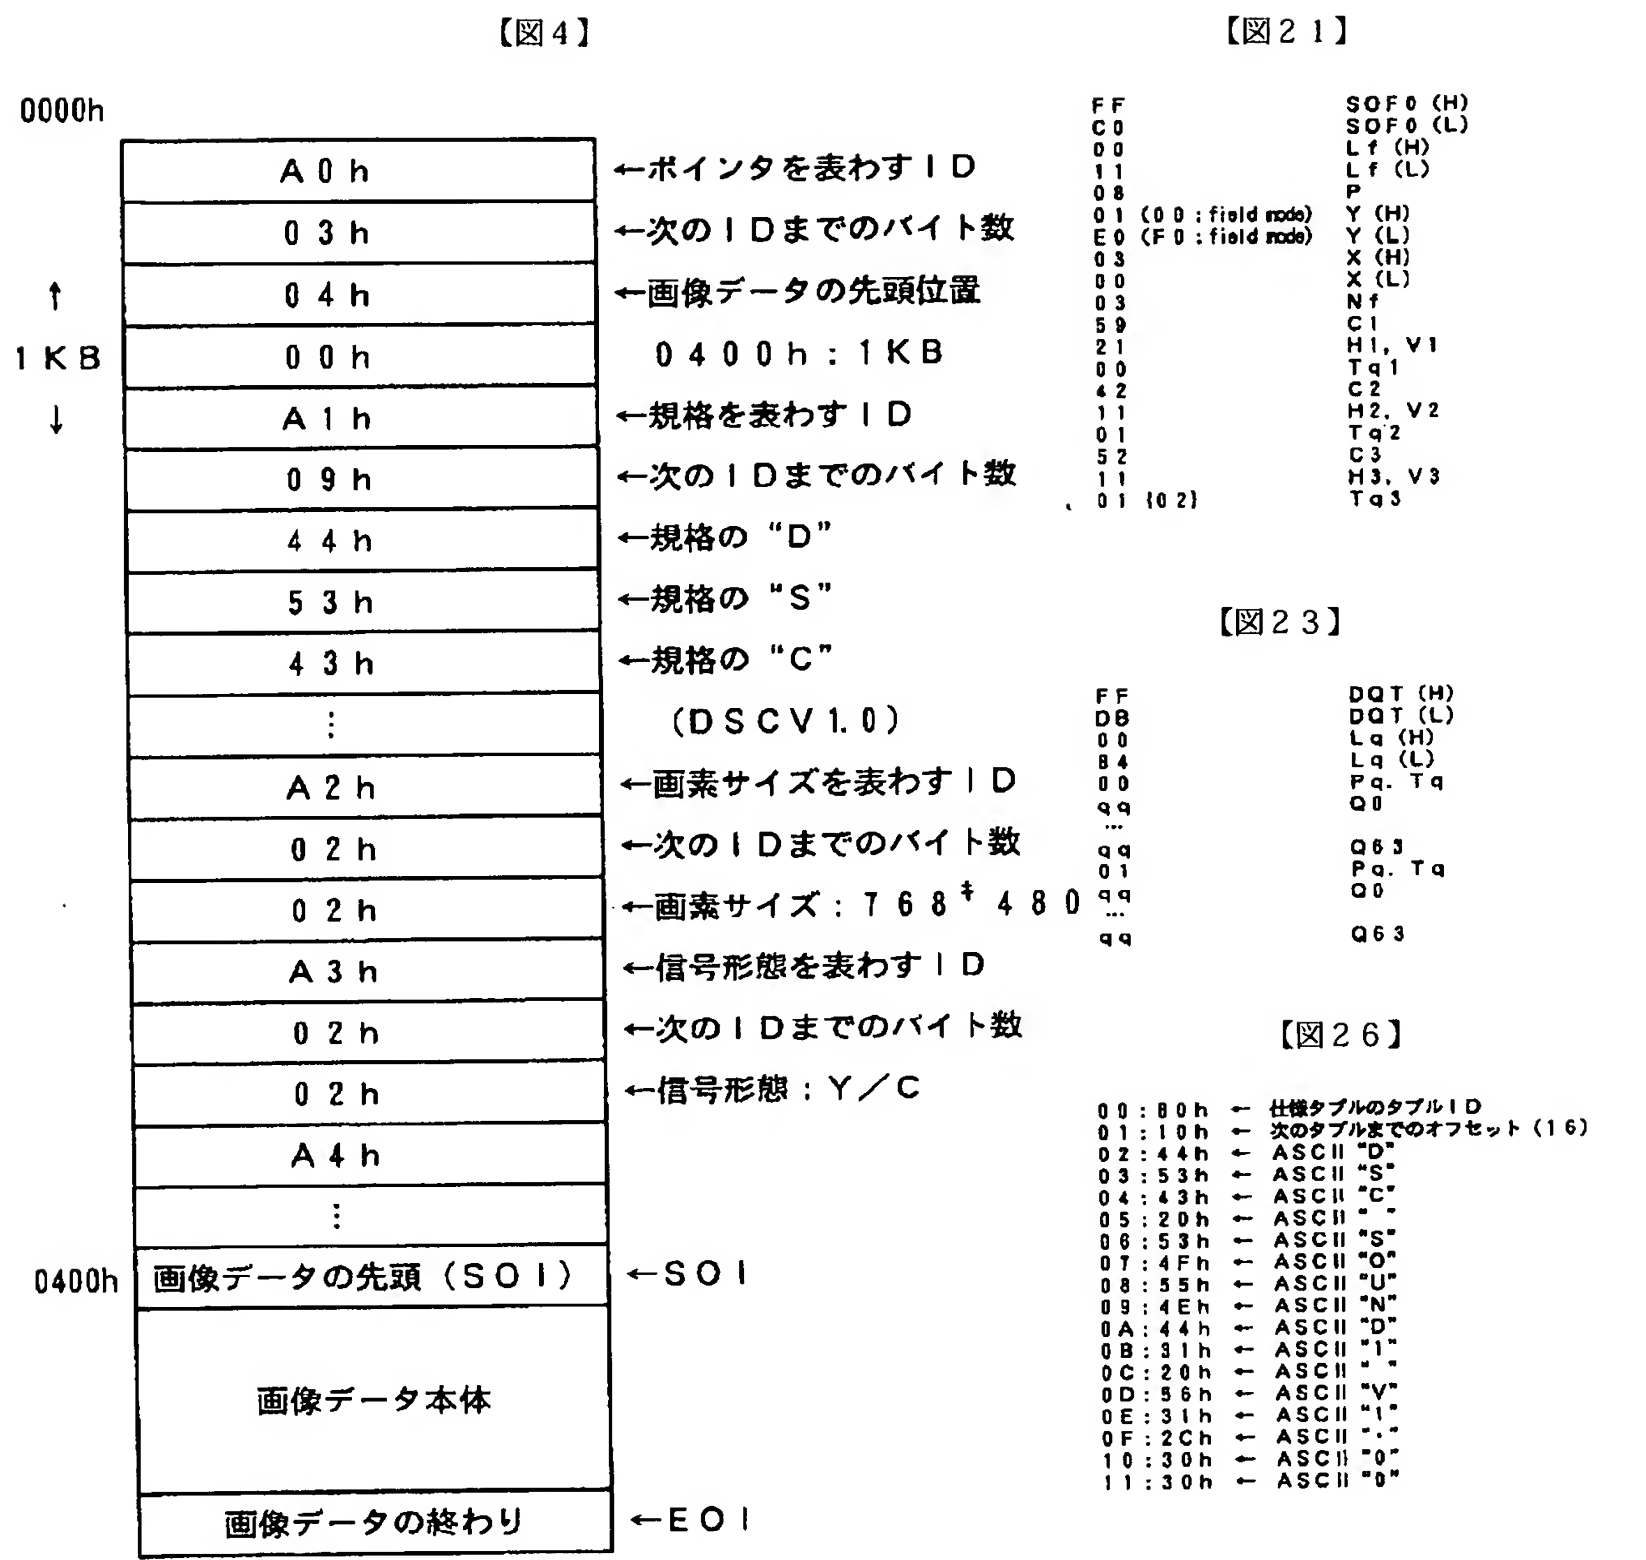 【図4】
0000h
A0h ←ポインタを表わすID
03h ←次のIDまでのバイト数
↑ 04h ←画像データの先頭位置
1KB 00h 0400h:1KB
↓ A1h ←規格を表わすID
09h ←次のIDまでのバイト数
44h ←規格の“D”
53h ←規格の“S”
43h ←規格の“C”
⋮ (DSCV1.0)
A2h ←画素サイズを表わすID
02h ←次のIDまでのバイト数
02h ←画素サイズ:768*480
A3h ←信号形態を表わすID
02h ←次のIDまでのバイト数
02h ←信号形態:Y/C
A4h
⋮
0400h 画像データの先頭(SOI) ←SOI
画像データ本体
画像データの終わり ←EOI
【図21】
FF SOF0 (H)
C0 SOF0 (L)
00 Lf (H)
11 Lf (L)
08 P
01 (00:field mode) Y (H)
E0 (F0:field mode) Y (L)
03 X (H)
00 X (L)
03 Nf
59 C1
21 H1, V1
00 Tq1
42 C2
11 H2, V2
01 Tq2
52 C3
11 H3, V3
01 {02} Tq3
【図23】
FF DQT (H)
DB DQT (L)
00 Lq (H)
84 Lq (L)
00 Pq. Tq
qq Q0
…
qq Q63
01 Pq. Tq
qq Q0
…
qq Q63
【図26】
00:80h ← 仕様タプルのタプルID
01:10h ← 次のタプルまでのオフセット(16)
02:44h ← ASCII "D"
03:53h ← ASCII "S"
04:43h ← ASCII "C"
05:20h ← ASCII " "
06:53h ← ASCII "S"
07:4Fh ← ASCII "O"
08:55h ← ASCII "U"
09:4Eh ← ASCII "N"
0A:44h ← ASCII "D"
0B:31h ← ASCII "1"
0C:20h ← ASCII " "
0D:56h ← ASCII "V"
0E:31h ← ASCII "1"
0F:2Ch ← ASCII "."
10:30h ← ASCII "0"
11:30h ← ASCII "0"